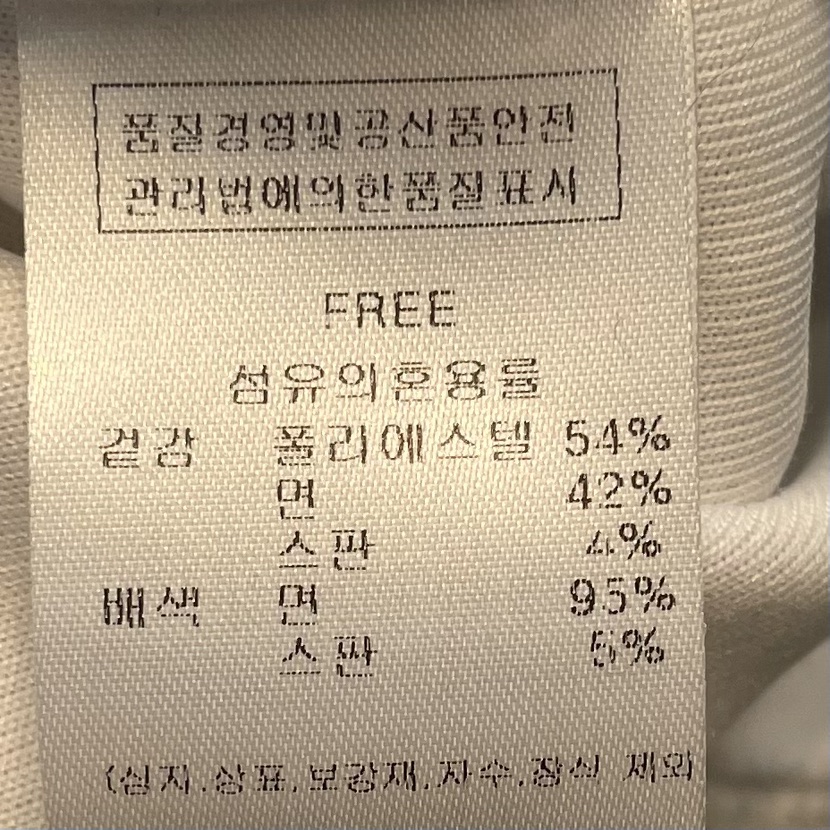 품질경영및공산품안전
관리법에의한품질표시
FREE
섬유의혼용률
겉감 폴리에스텔 54%
면 42%
스판 4%
배색 면 95%
스판 5%
(심지.상표.보강재.자수.장식 제외